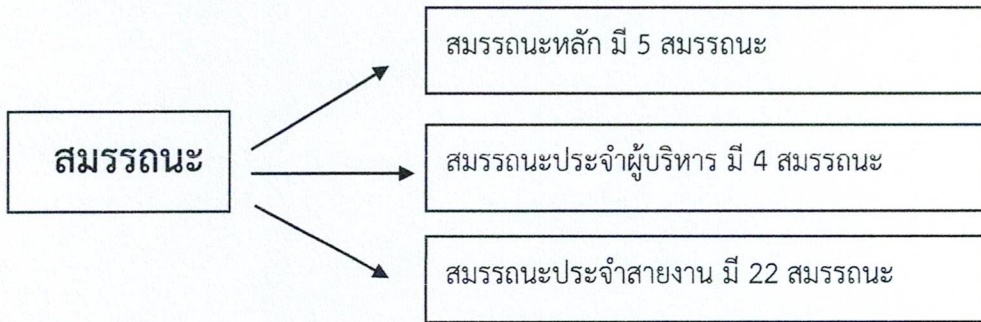 สมรรถนะหลัก มี 5 สมรรถนะ
สมรรถนะ
สมรรถนะประจำผู้บริหาร มี 4 สมรรถนะ
สมรรถนะประจำสายงาน มี 22 สมรรถนะ